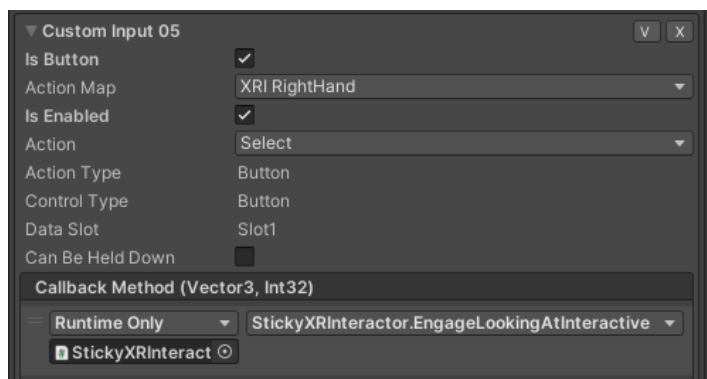 Custom Input 05 V X
Is Button
Action Map XRI RightHand
Is Enabled
Action Select
Action Type Button
Control Type Button
Data Slot Slot1
Can Be Held Down
Callback Method (Vector3, Int32)
Runtime Only StickyXRInteractor.EngageLookingAtInteractive
StickyXRInteract